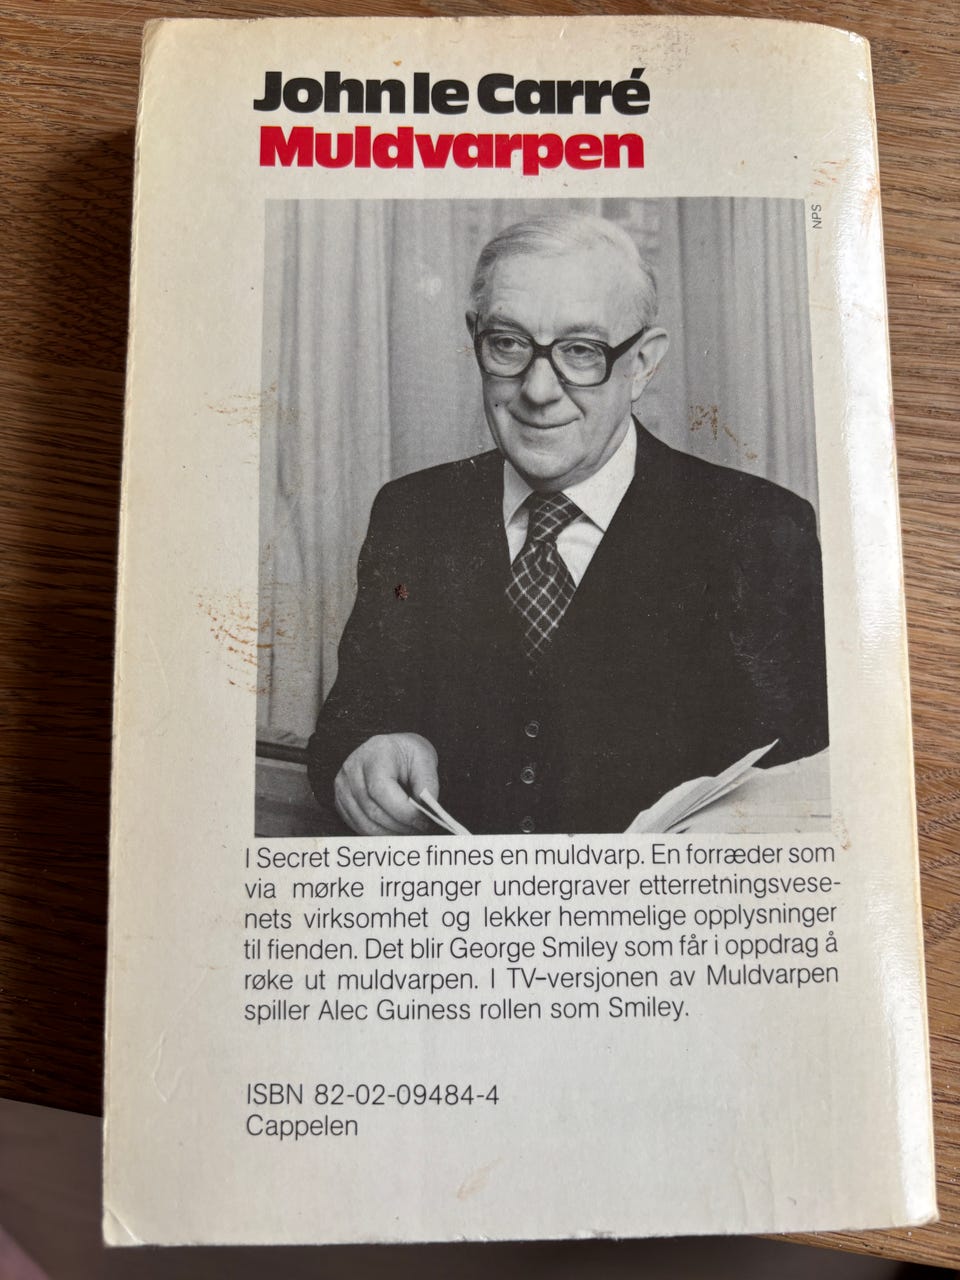 John le Carré
Muldvarpen
NPS
I Secret Service finnes en muldvarp. En forræder som
via mørke irrganger undergraver etterretningsvese-
nets virksomhet og lekker hemmelige opplysninger
til fienden. Det blir George Smiley som får i oppdrag å
røke ut muldvarpen. I TV-versjonen av Muldvarpen
spiller Alec Guiness rollen som Smiley.
ISBN 82-02-09484-4
Cappelen